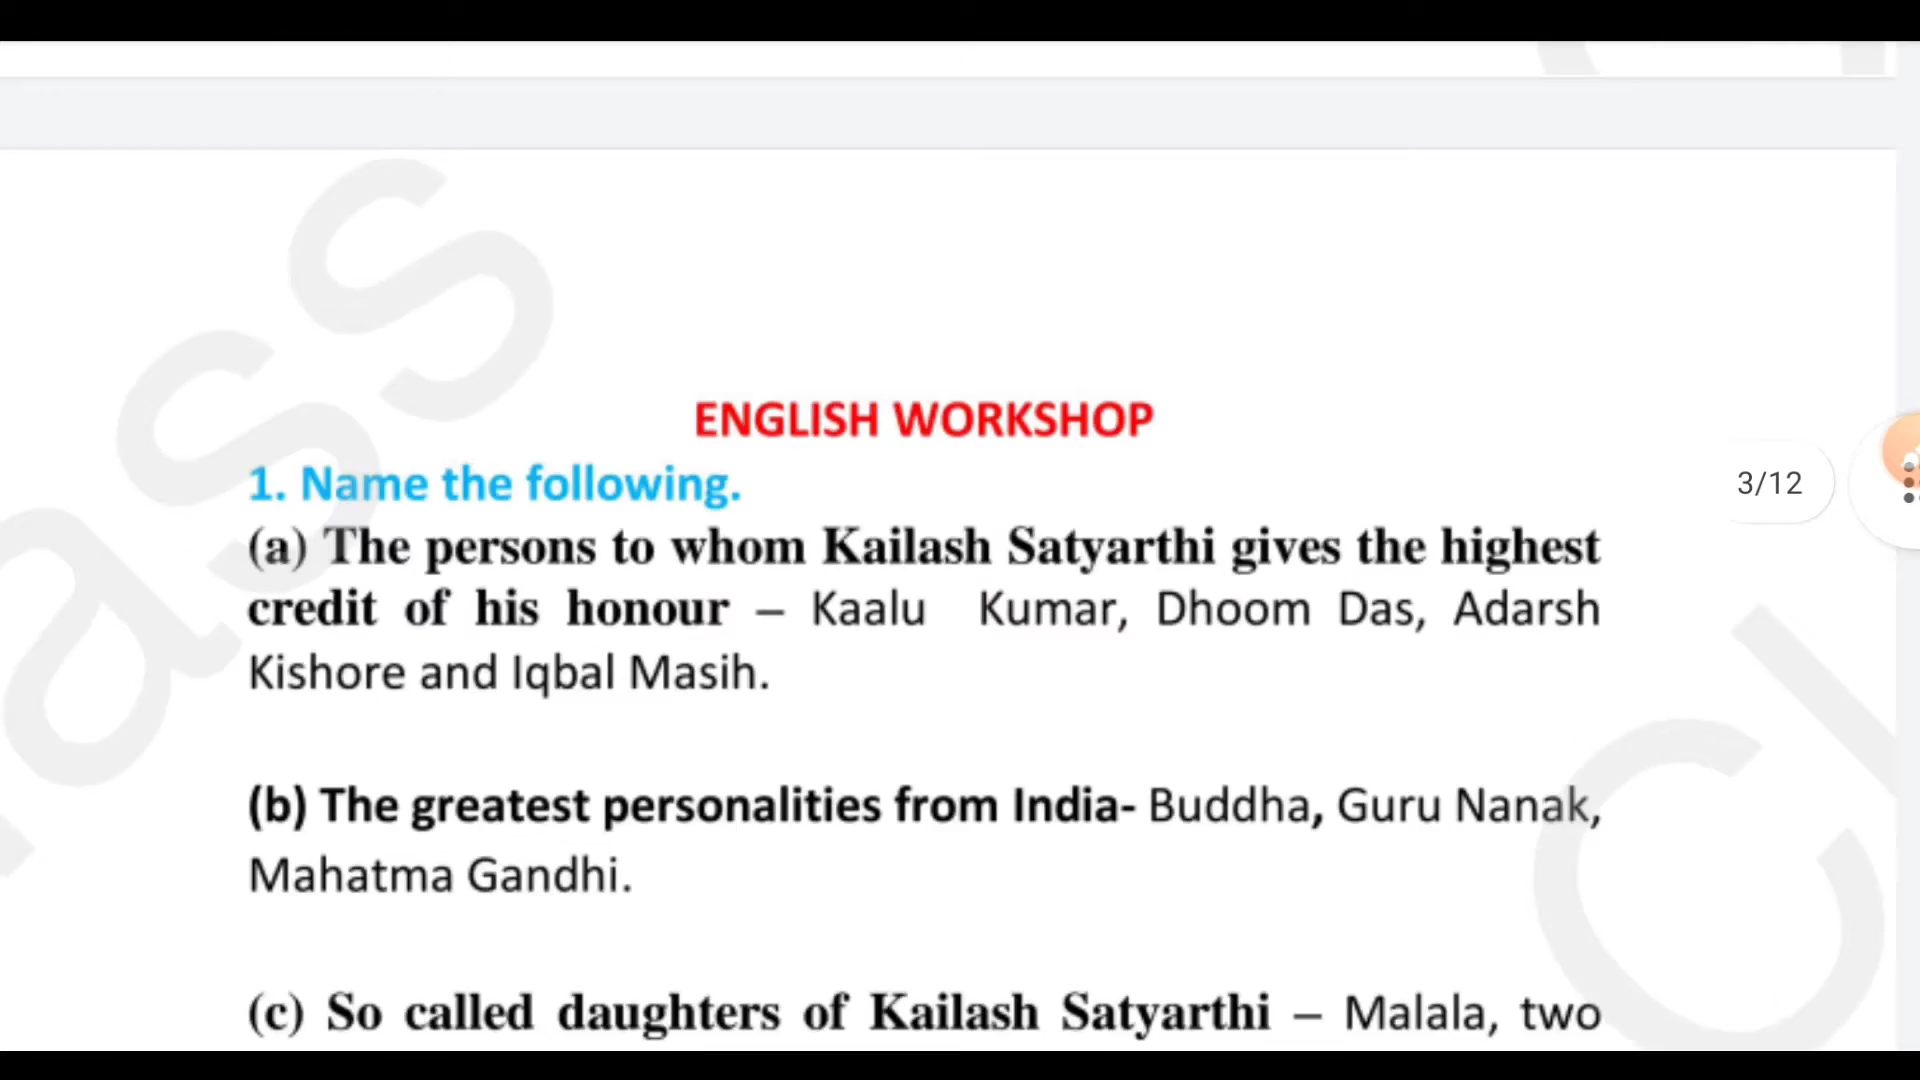 ENGLISH WORKSHOP
1. Name the following.
(a) The persons to whom Kailash Satyarthi gives the highest
credit of his honour – Kaalu Kumar, Dhoom Das, Adarsh
Kishore and Iqbal Masih.
3/12
(b) The greatest personalities from India- Buddha, Guru Nanak,
Mahatma Gandhi.
(c) So called daughters of Kailash Satyarthi – Malala, two
ass
Cl